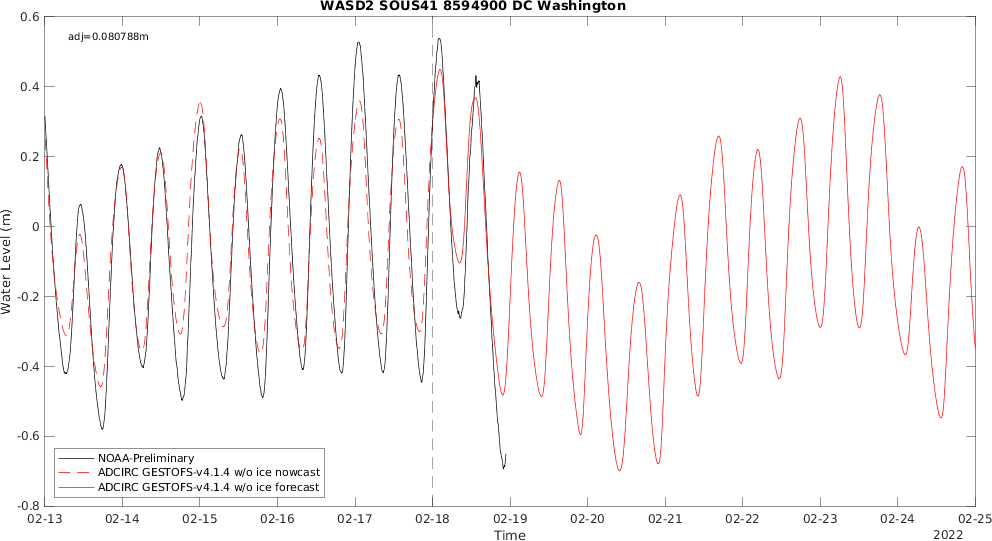 WASD2 SOUS41 8594900 DC Washington
adj=0.080788m
0.6
0.4
0.2
0
-0.2
-0.4
-0.6
-0.8
Water Level (m)
NOAA-Preliminary
ADCIRC GESTOFS-v4.1.4 w/o ice nowcast
ADCIRC GESTOFS-v4.1.4 w/o ice forecast
02-13 02-14 02-15 02-16 02-17 02-18 02-19 02-20 02-21 02-22 02-23 02-24 02-25
Time
2022